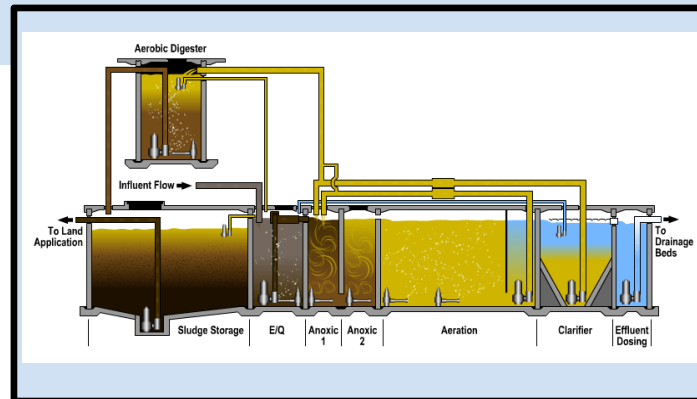 Aerobic Digester
Influent Flow
To Land
Application
To
Drainage
Beds
Sludge Storage
E/Q
Anoxic
1
Anoxic
2
Aeration
Clarifier
Effluent
Dosing